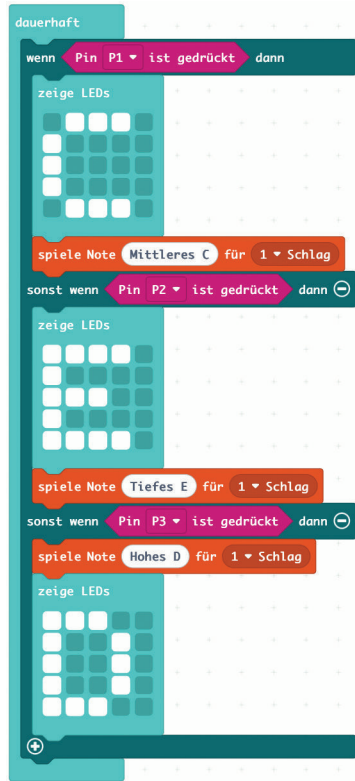 dauerhaft
wenn Pin P1 ist gedrückt dann
zeige LEDs
spiele Note Mittleres C für 1 Schlag
sonst wenn Pin P2 ist gedrückt dann
zeige LEDs
spiele Note Tiefes E für 1 Schlag
sonst wenn Pin P3 ist gedrückt dann
spiele Note Hohes D für 1 Schlag
zeige LEDs